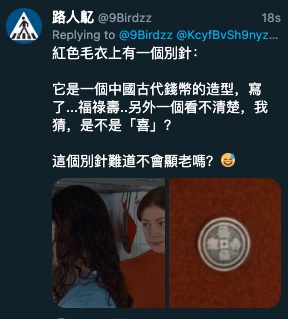 路人虰 @9Birdzz 18s
Replying to @9Birdzz @KcyfBvSh9nyz...
紅色毛衣上有一個別針：
它是一個中國古代錢幣的造型，寫
了...福祿壽..另外一個看不清楚，我
猜，是不是「喜」？
這個別針難道不會顯老嗎？😅